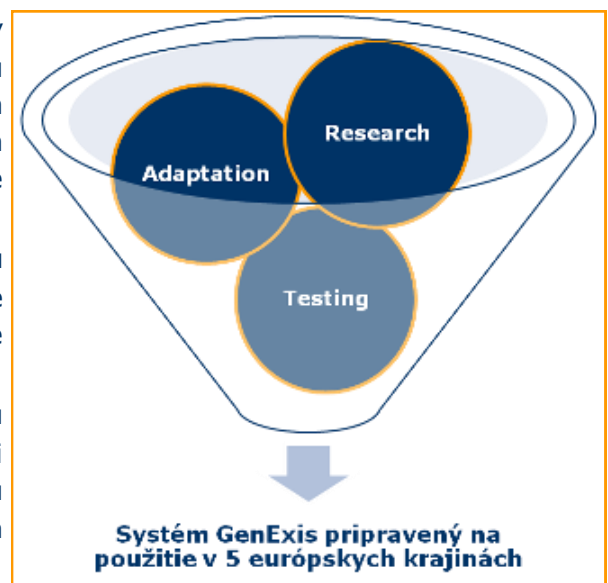 Research
Adaptation
Testing
Systém GenExis pripravený na
použitie v 5 európskych krajinách